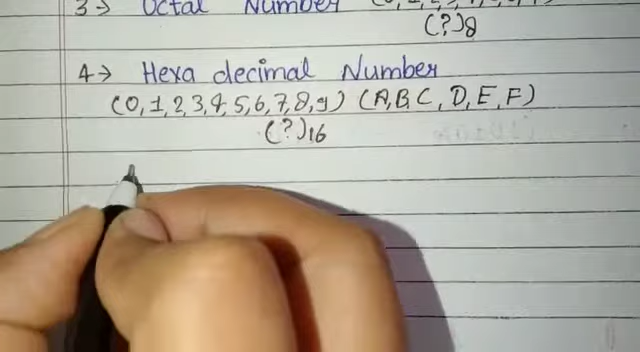 3→ Octal Number
(?)8
4→ Hexa decimal Number
(0,1,2,3,4,5,6,7,8,9) (A,B,C,D,E,F)
(?)16